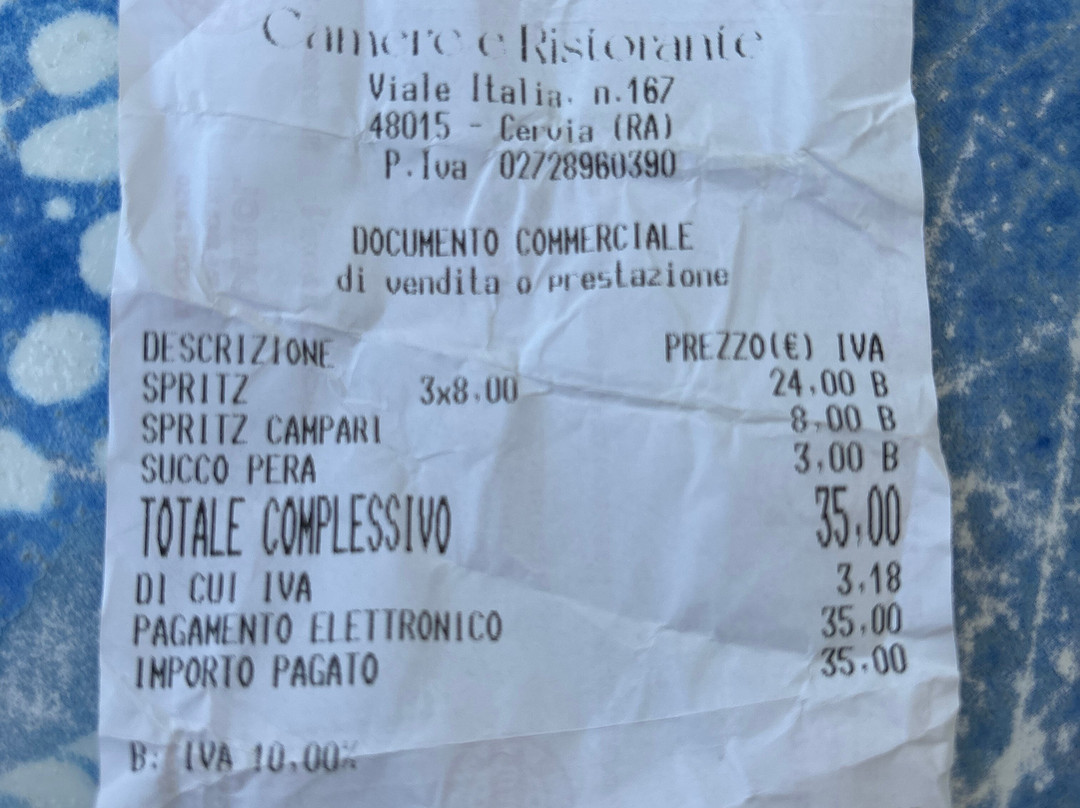 Camere e Ristorante
Viale Italia, n.167
48015 - Cervia (RA)
P.Iva 02728960390
DOCUMENTO COMMERCIALE
di vendita o prestazione
DESCRIZIONE PREZZO(€) IVA
SPRITZ 3x8,00 24,00 B
SPRITZ CAMPARI 8,00 B
SUCCO PERA 3,00 B
TOTALE COMPLESSIVO 35,00
DI CUI IVA 3,18
PAGAMENTO ELETTRONICO 35,00
IMPORTO PAGATO 35,00
B: IVA 10,00%